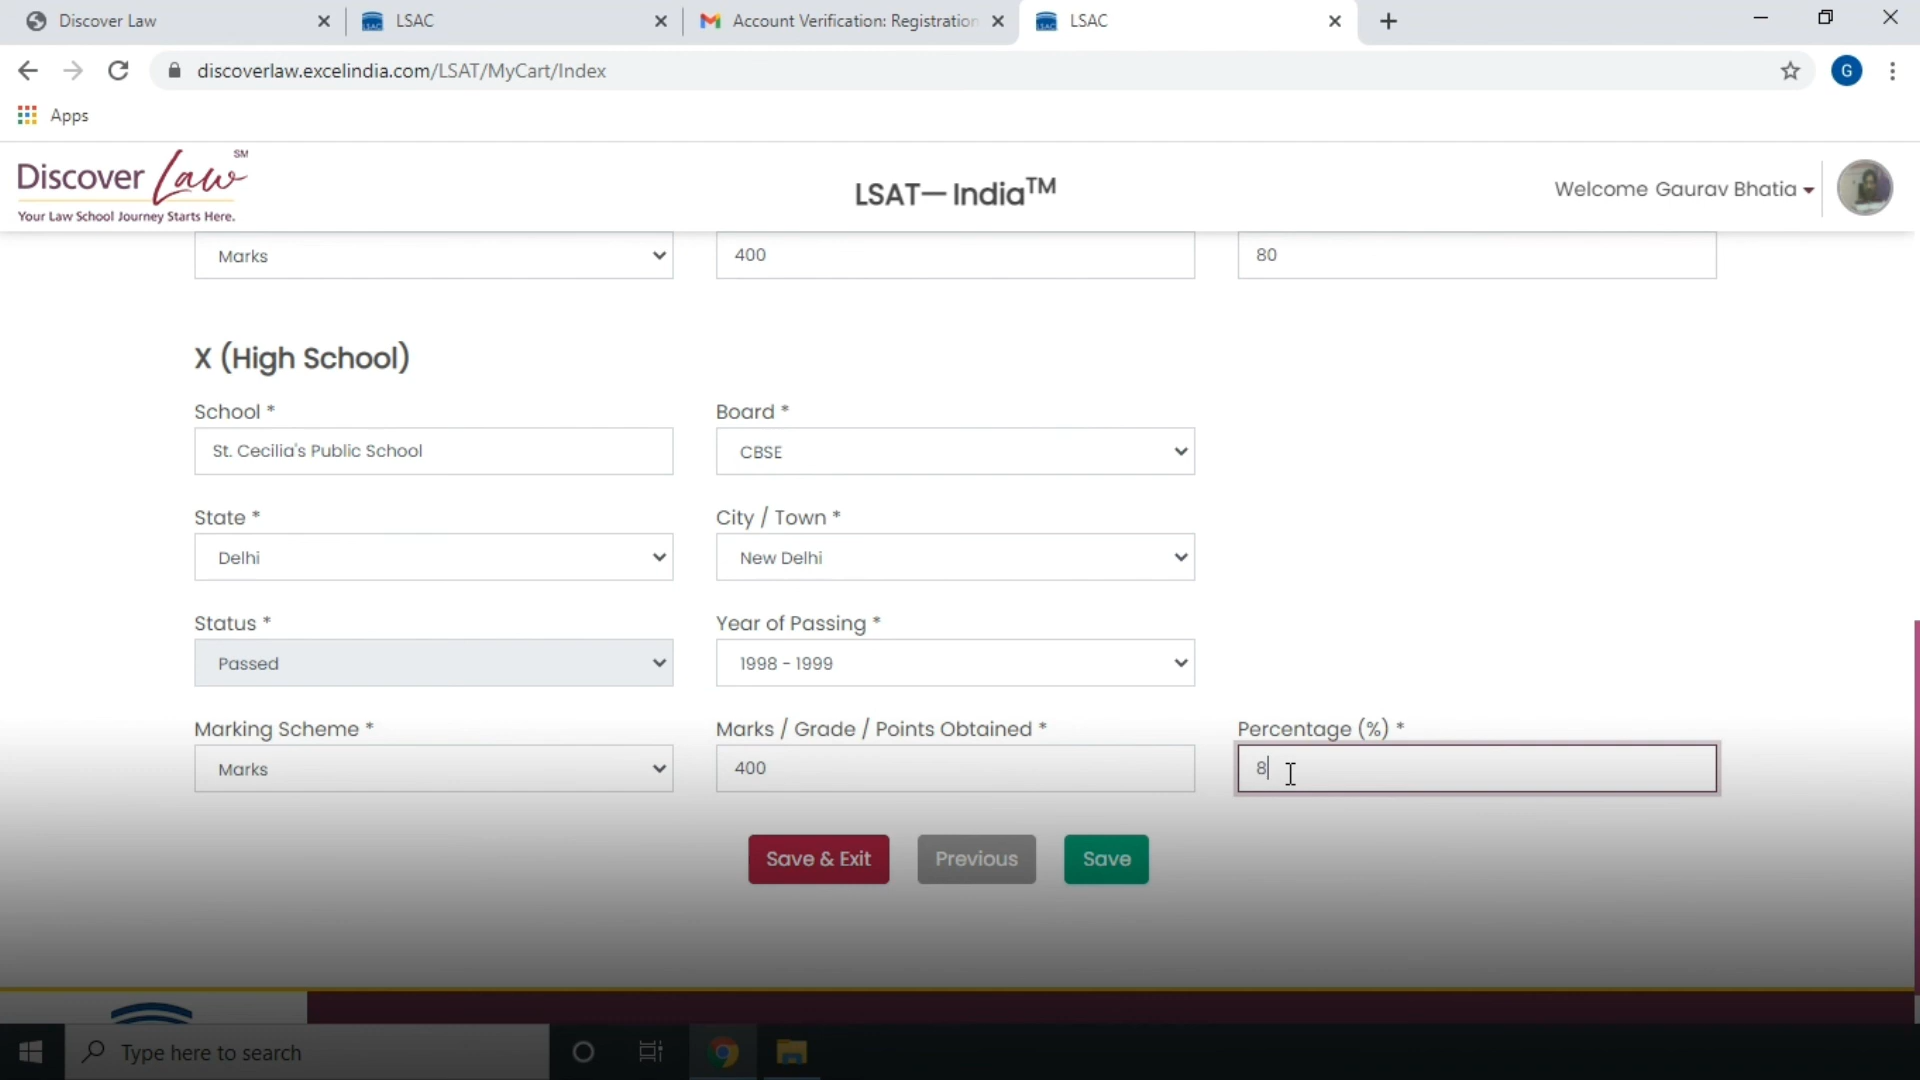 Discover Law
LSAC
Account Verification: Registration
LSAC
discoverlaw.excelindia.com/LSAT/MyCart/Index
G
Apps
Discover Law SM
Your Law School Journey Starts Here.
LSAT— India™
Welcome Gaurav Bhatia
Marks
400
80
X (High School)
School *
Board *
St. Cecilia's Public School
CBSE
State *
City / Town *
Delhi
New Delhi
Status *
Year of Passing *
Passed
1998 - 1999
Marking Scheme *
Marks / Grade / Points Obtained *
Percentage (%) *
Marks
400
8
Save & Exit
Previous
Save
Type here to search